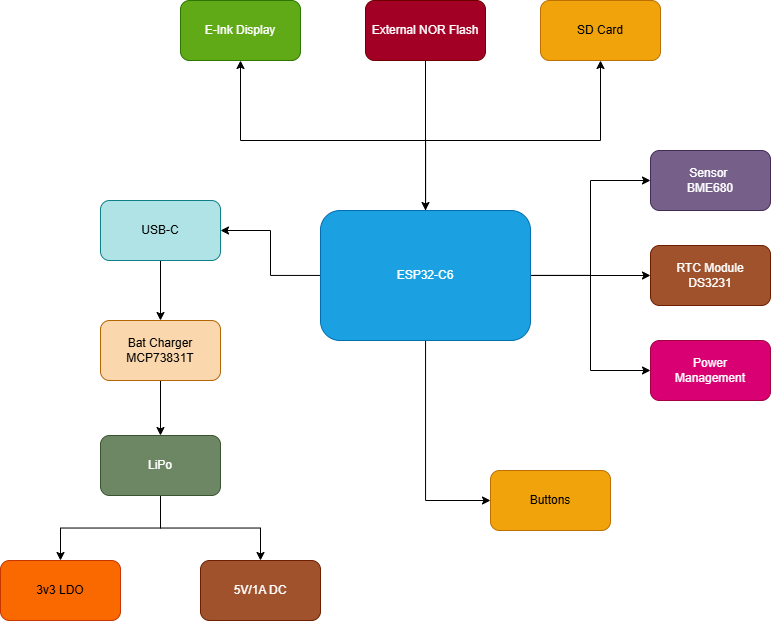 E-Ink Display
External NOR Flash
SD Card
Sensor
BME680
USB-C
ESP32-C6
RTC Module
DS3231
Bat Charger
MCP73831T
Power
Management
LiPo
Buttons
3v3 LDO
5V/1A DC